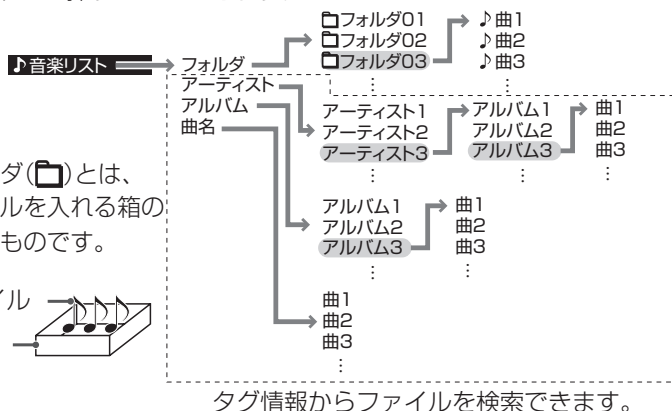 ♪音楽リスト
フォルダ
アーティスト
アルバム
曲名
フォルダ01
フォルダ02
フォルダ03
⋮
♪曲1
♪曲2
♪曲3
⋮
アーティスト1
アーティスト2
アーティスト3
⋮
アルバム1
アルバム2
アルバム3
⋮
曲1
曲2
曲3
⋮
アルバム1
アルバム2
アルバム3
⋮
曲1
曲2
曲3
⋮
曲1
曲2
曲3
⋮
ダ()とは、
ルを入れる箱の
ものです。
イル
タグ情報からファイルを検索できます。